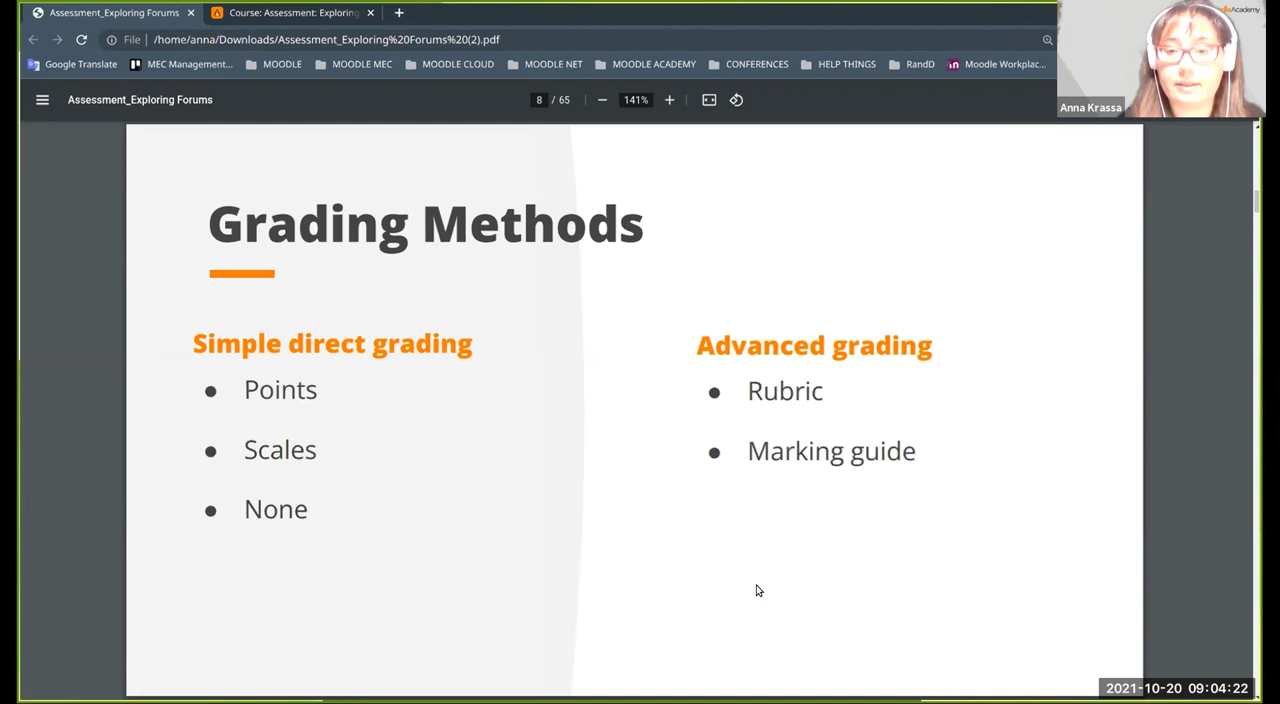 Assessment_Exploring Forums
Course: Assessment: Exploring
File
/home/anna/Downloads/Assessment_Exploring%20Forums%20(2).pdf
Google Translate
MEC Management...
MOODLE
MOODLE MEC
MOODLE CLOUD
MOODLE NET
MOODLE ACADEMY
CONFERENCES
HELP THINGS
RandD
Moodle Workplac...
Anna Krassa
Assessment_Exploring Forums
8 / 65
141%
Grading Methods
Simple direct grading
Points
Scales
None
Advanced grading
Rubric
Marking guide
2021-10-20 09:04:22